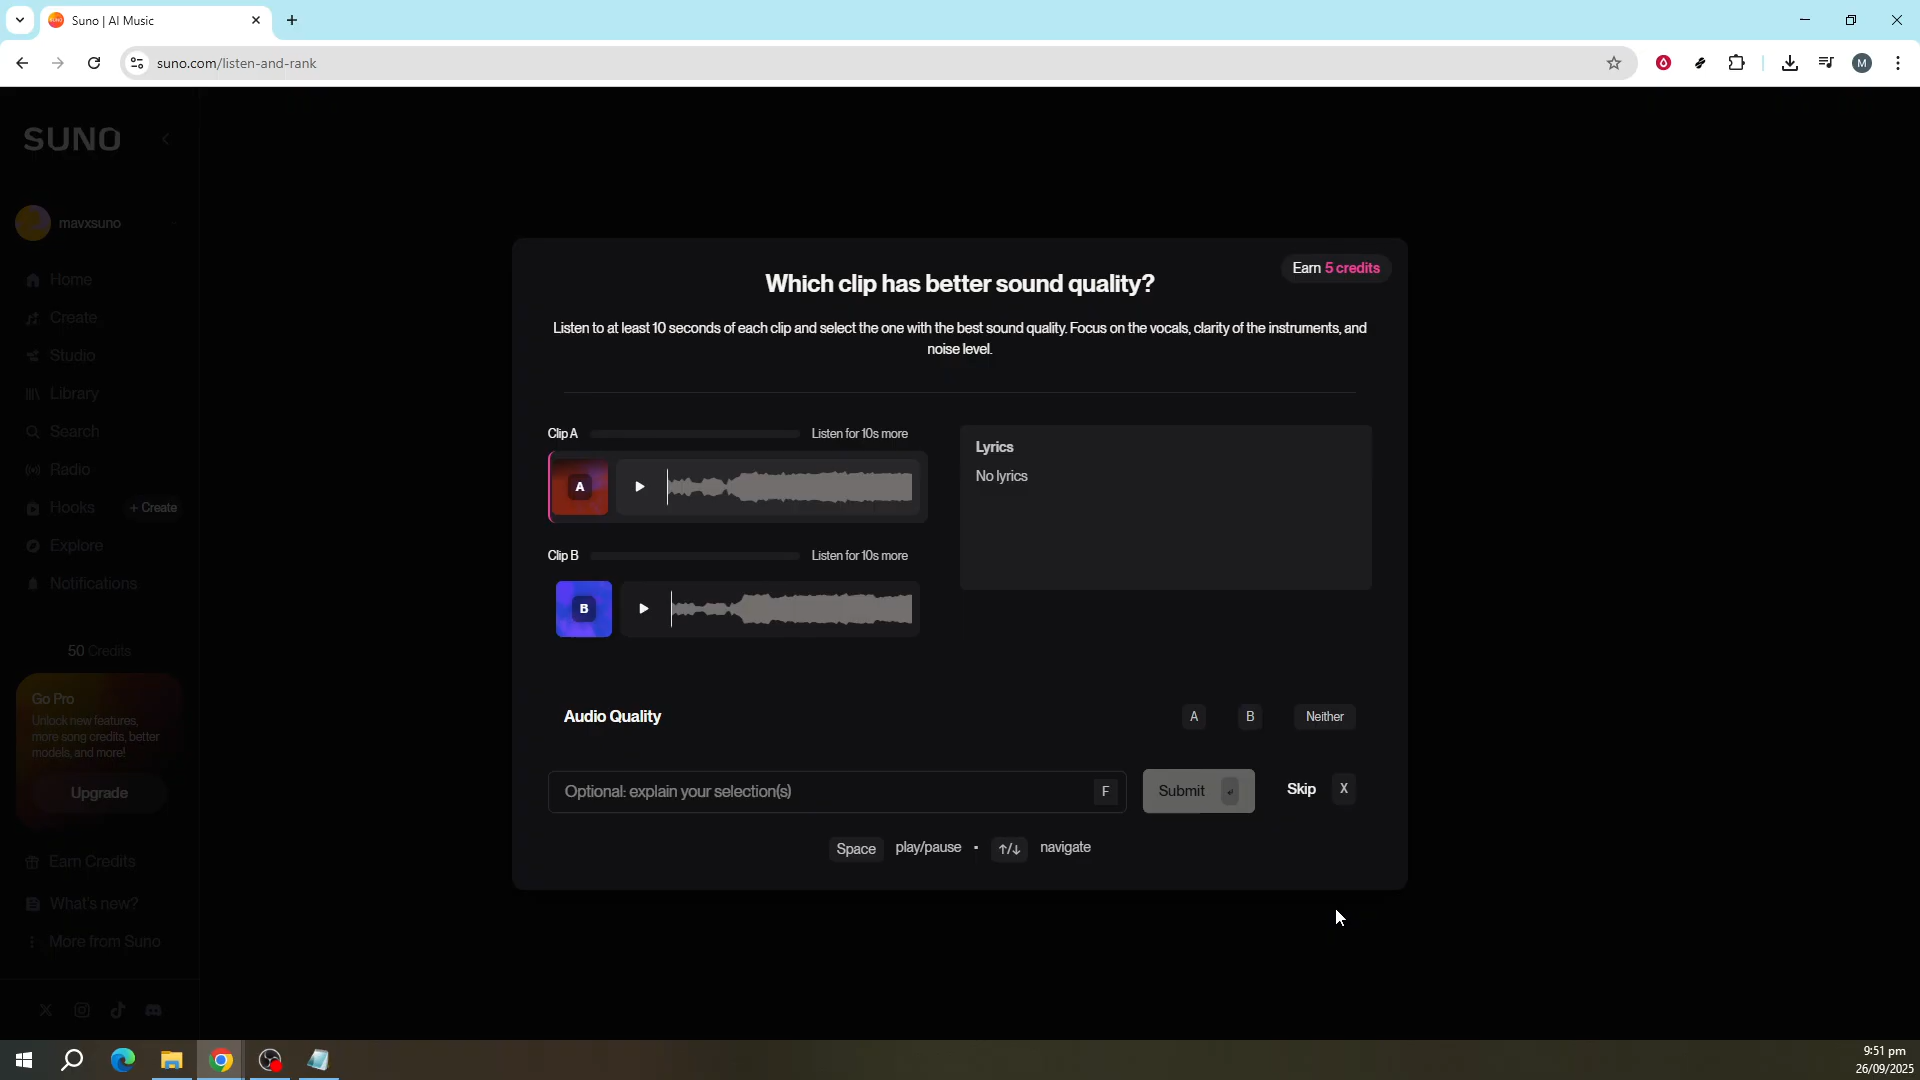 Suno | AI Music
suno.com/listen-and-rank
M
SUNO
mavxsuno
Home
Create
Studio
Library
Search
Radio
Hooks
+ Create
Explore
Notifications
50 Credits
Go Pro
Unlock new features,
more song credits, better
models, and more!
Upgrade
Earn Credits
What's new?
More from Suno
Earn 5 credits
Which clip has better sound quality?
Listen to at least 10 seconds of each clip and select the one with the best sound quality. Focus on the vocals, clarity of the instruments, and
noise level.
Clip A
Listen for 10s more
A
Clip B
Listen for 10s more
B
Lyrics
No lyrics
Audio Quality
A
B
Neither
Optional: explain your selection(s)
F
Submit
Skip
X
Space play/pause • ↑/↓ navigate
9:51 pm
26/09/2025